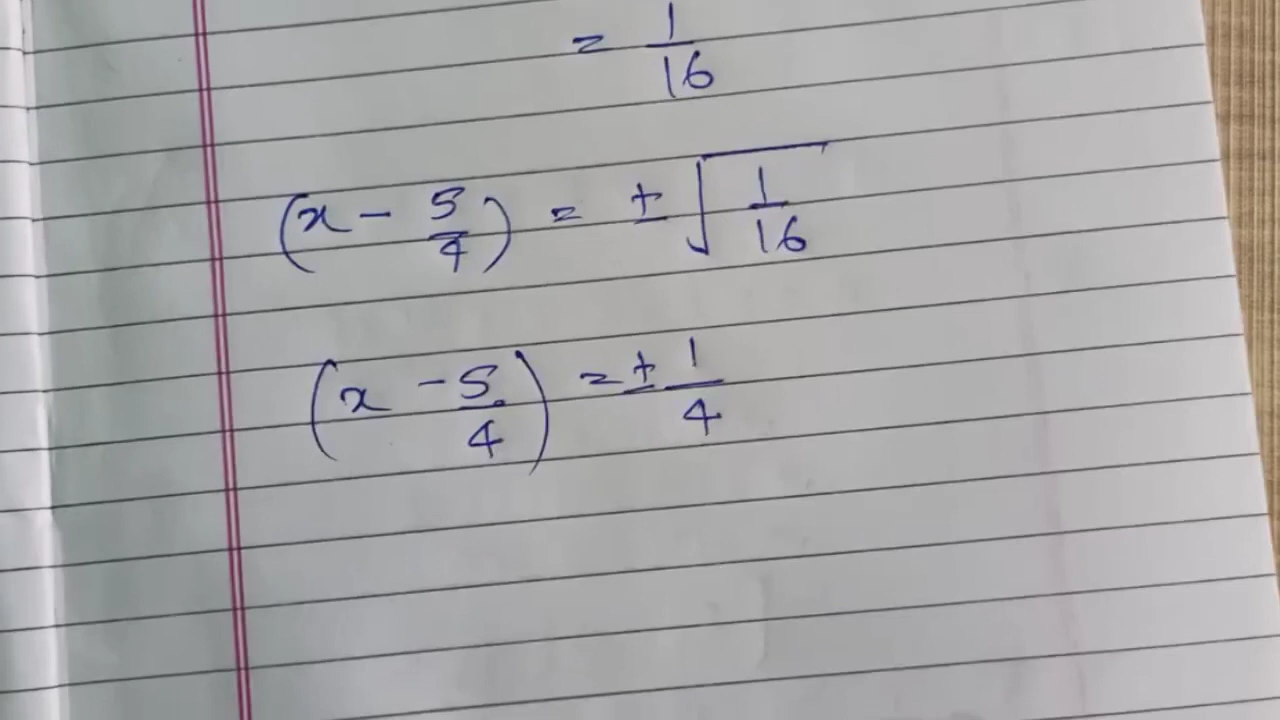 = 1/16
(x - 5/4) = ± √(1/16)
(x - 5/4) = ± 1/4